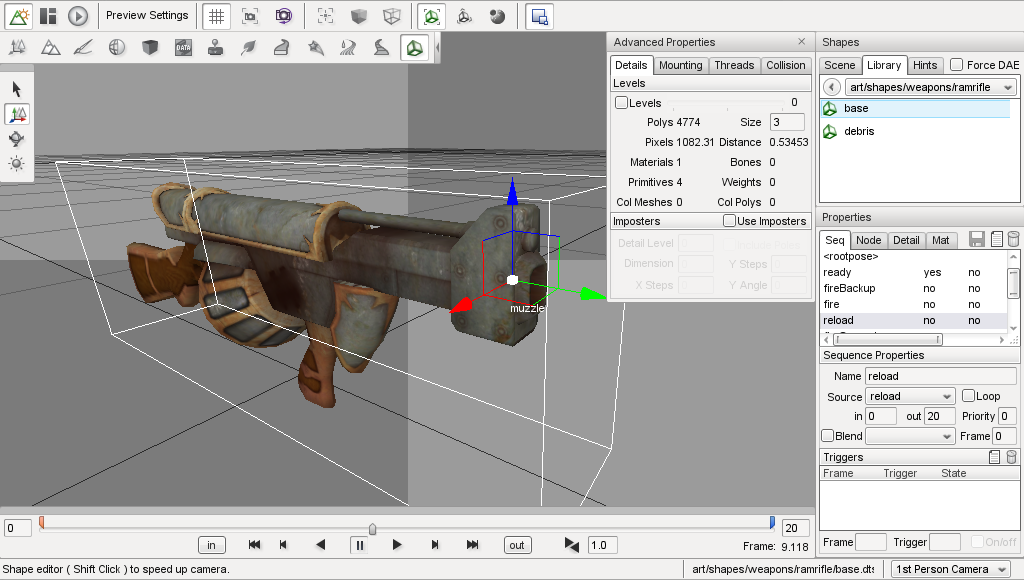 Preview Settings
DATA
Advanced Properties
Details Mounting Threads Collision
Levels
Levels 0
Polys 4774 Size 3
Pixels 1082.31 Distance 0.53453
Materials 1 Bones 0
Primitives 4 Weights 0
Col Meshes 0 Col Polys 0
Imposters Use Imposters
Detail Level
Dimension Y Steps
X Steps Y Angle
muzzle
Shapes
Scene Library Hints Force DAE
art/shapes/weapons/ramrifle
base
debris
Properties
Seq Node Detail Mat
<rootpose>
ready yes no
fireBackup no no
fire no no
reload no no
Sequence Properties
Name reload
Source reload Loop
in 0 out 20 Priority 0
Blend Frame 0
Triggers
Frame Trigger State
Frame Trigger On/off
0 20
in out 1.0 Frame: 9.118
Shape editor ( Shift Click ) to speed up camera. art/shapes/weapons/ramrifle/base.dts 1st Person Camera